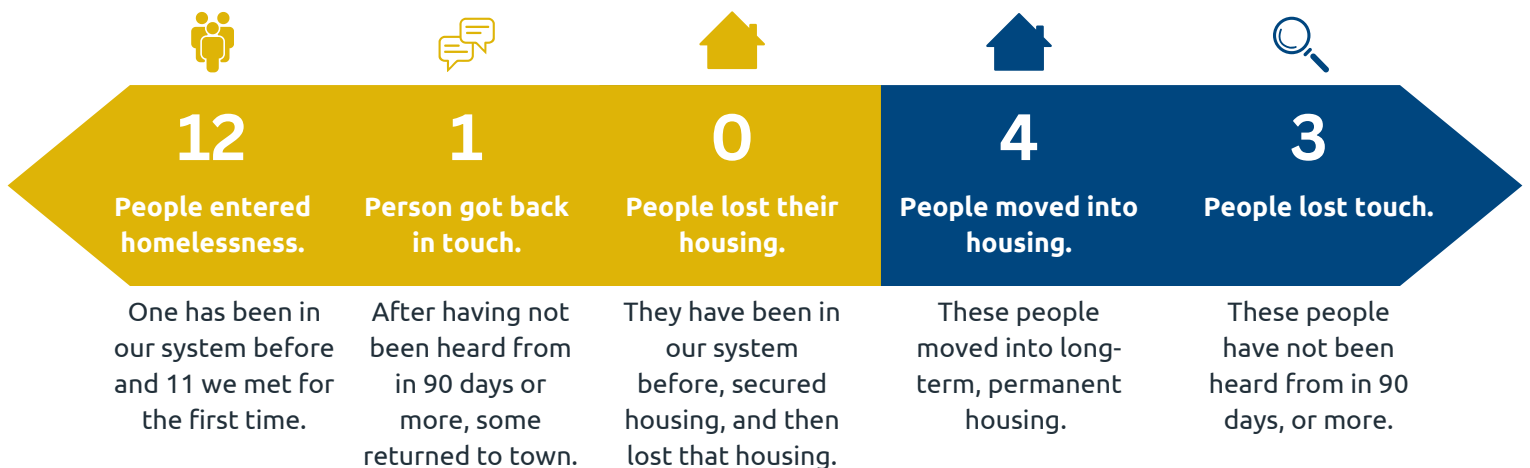 12
People entered
homelessness.
One has been in
our system before
and 11 we met for
the first time.
1
Person got back
in touch.
After having not
been heard from
in 90 days or
more, some
returned to town.
0
People lost their
housing.
They have been in
our system
before, secured
housing, and then
lost that housing.
4
People moved into
housing.
These people
moved into long-
term, permanent
housing.
3
People lost touch.
These people
have not been
heard from in 90
days, or more.